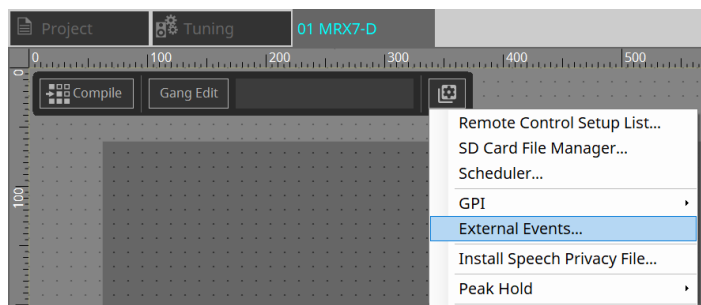 Project
Tuning
01 MRX7-D
0
100
200
300
400
500
Compile
Gang Edit
0
100
Remote Control Setup List...
SD Card File Manager...
Scheduler...
GPI
External Events...
Install Speech Privacy File...
Peak Hold